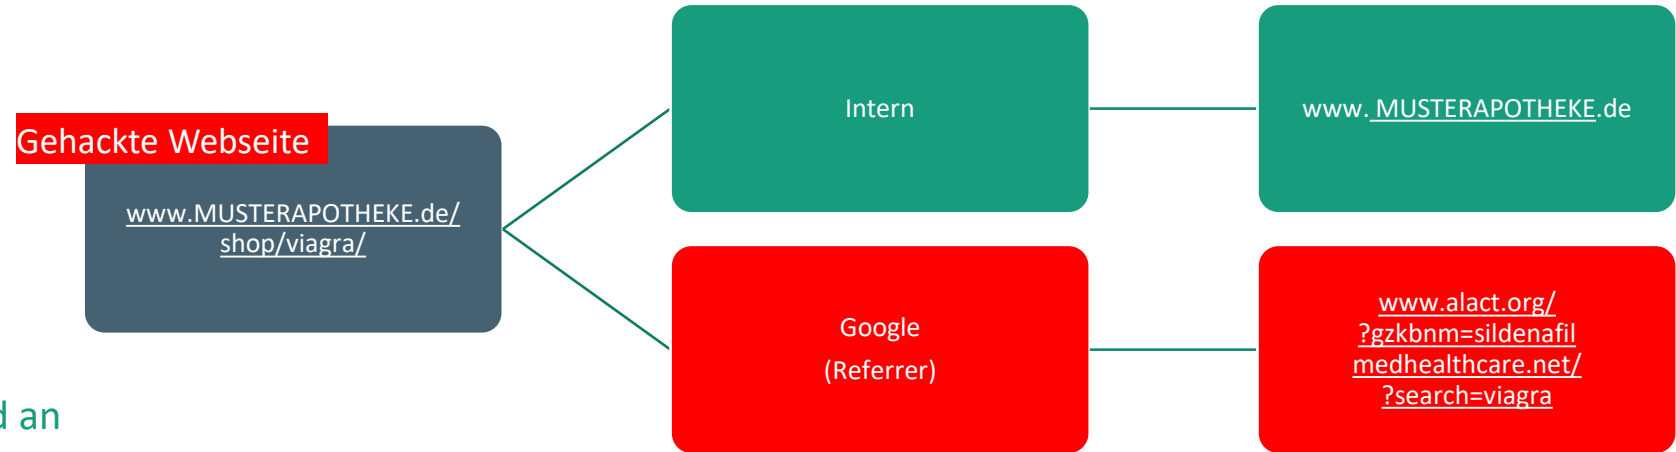 Gehackte Webseite
www.MUSTERAPOTHEKE.de/
shop/viagra/
Intern
www. MUSTERAPOTHEKE.de
Google
(Referrer)
www.alact.org/
?gzkbnm=sildenafil
medhealthcare.net/
?search=viagra
an